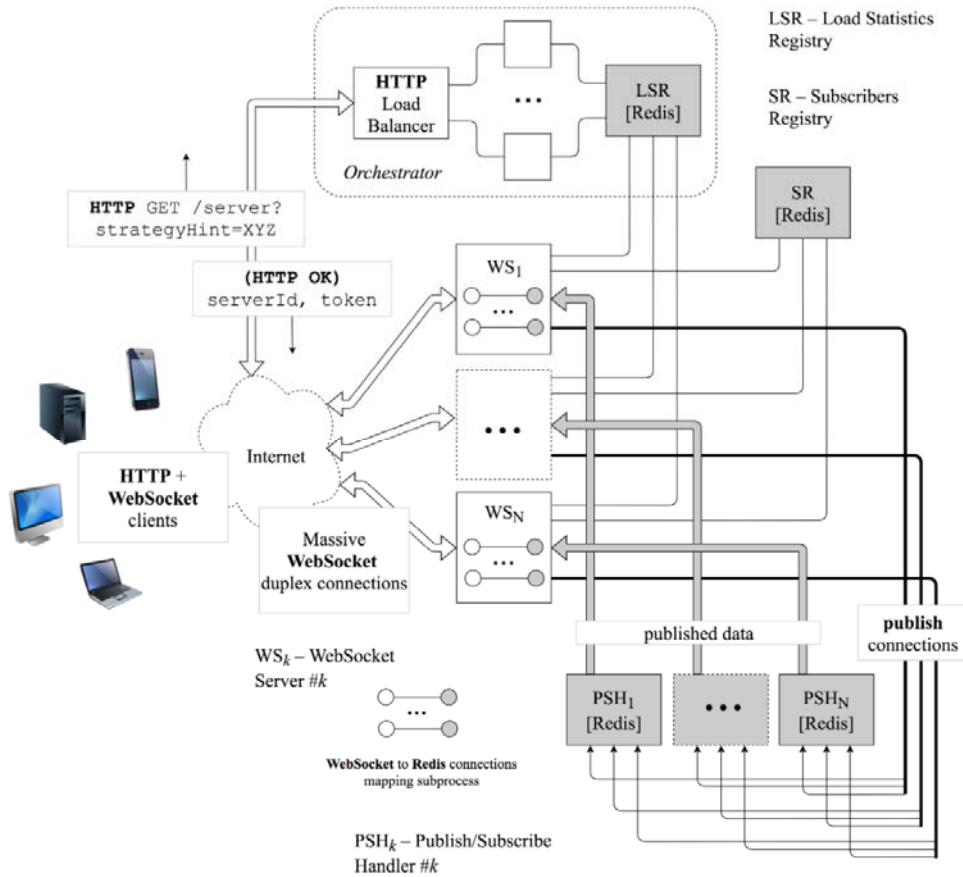 LSR – Load Statistics
Registry
SR – Subscribers
Registry
HTTP
Load
Balancer
•••
•••
LSR
[Redis]
Orchestrator
SR
[Redis]
HTTP GET /server?
strategyHint=XYZ
(HTTP OK)
serverId, token
WS1
•••
•••
Internet
HTTP +
WebSocket
clients
Massive
WebSocket
duplex connections
WSN
•••
published data
publish
connections
WSk – WebSocket
Server #k
•••
WebSocket to Redis connections
mapping subprocess
PSH1
[Redis]
•••
PSHN
[Redis]
PSHk – Publish/Subscribe
Handler #k